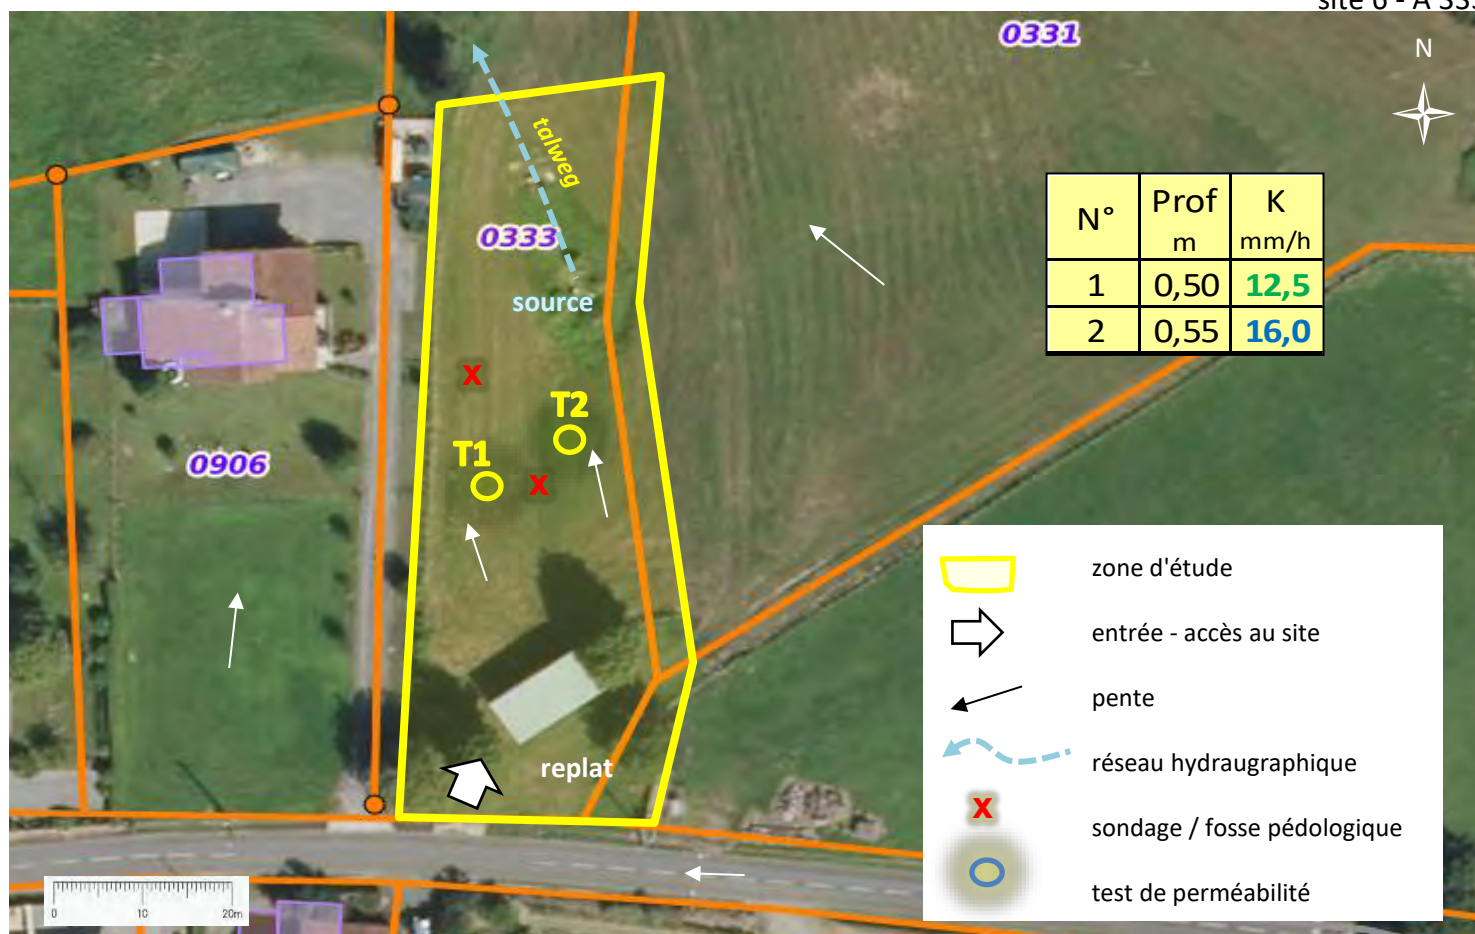 site 6 - A 33
0331
N
talweg
0333
source
N°
Prof
m
K
mm/h
1
0,50
12,5
2
0,55
16,0
X
T2
T1
X
0906
replat
zone d'étude
entrée - accès au site
pente
réseau hydraugraphique
X
sondage / fosse pédologique
test de perméabilité
0
10
20m